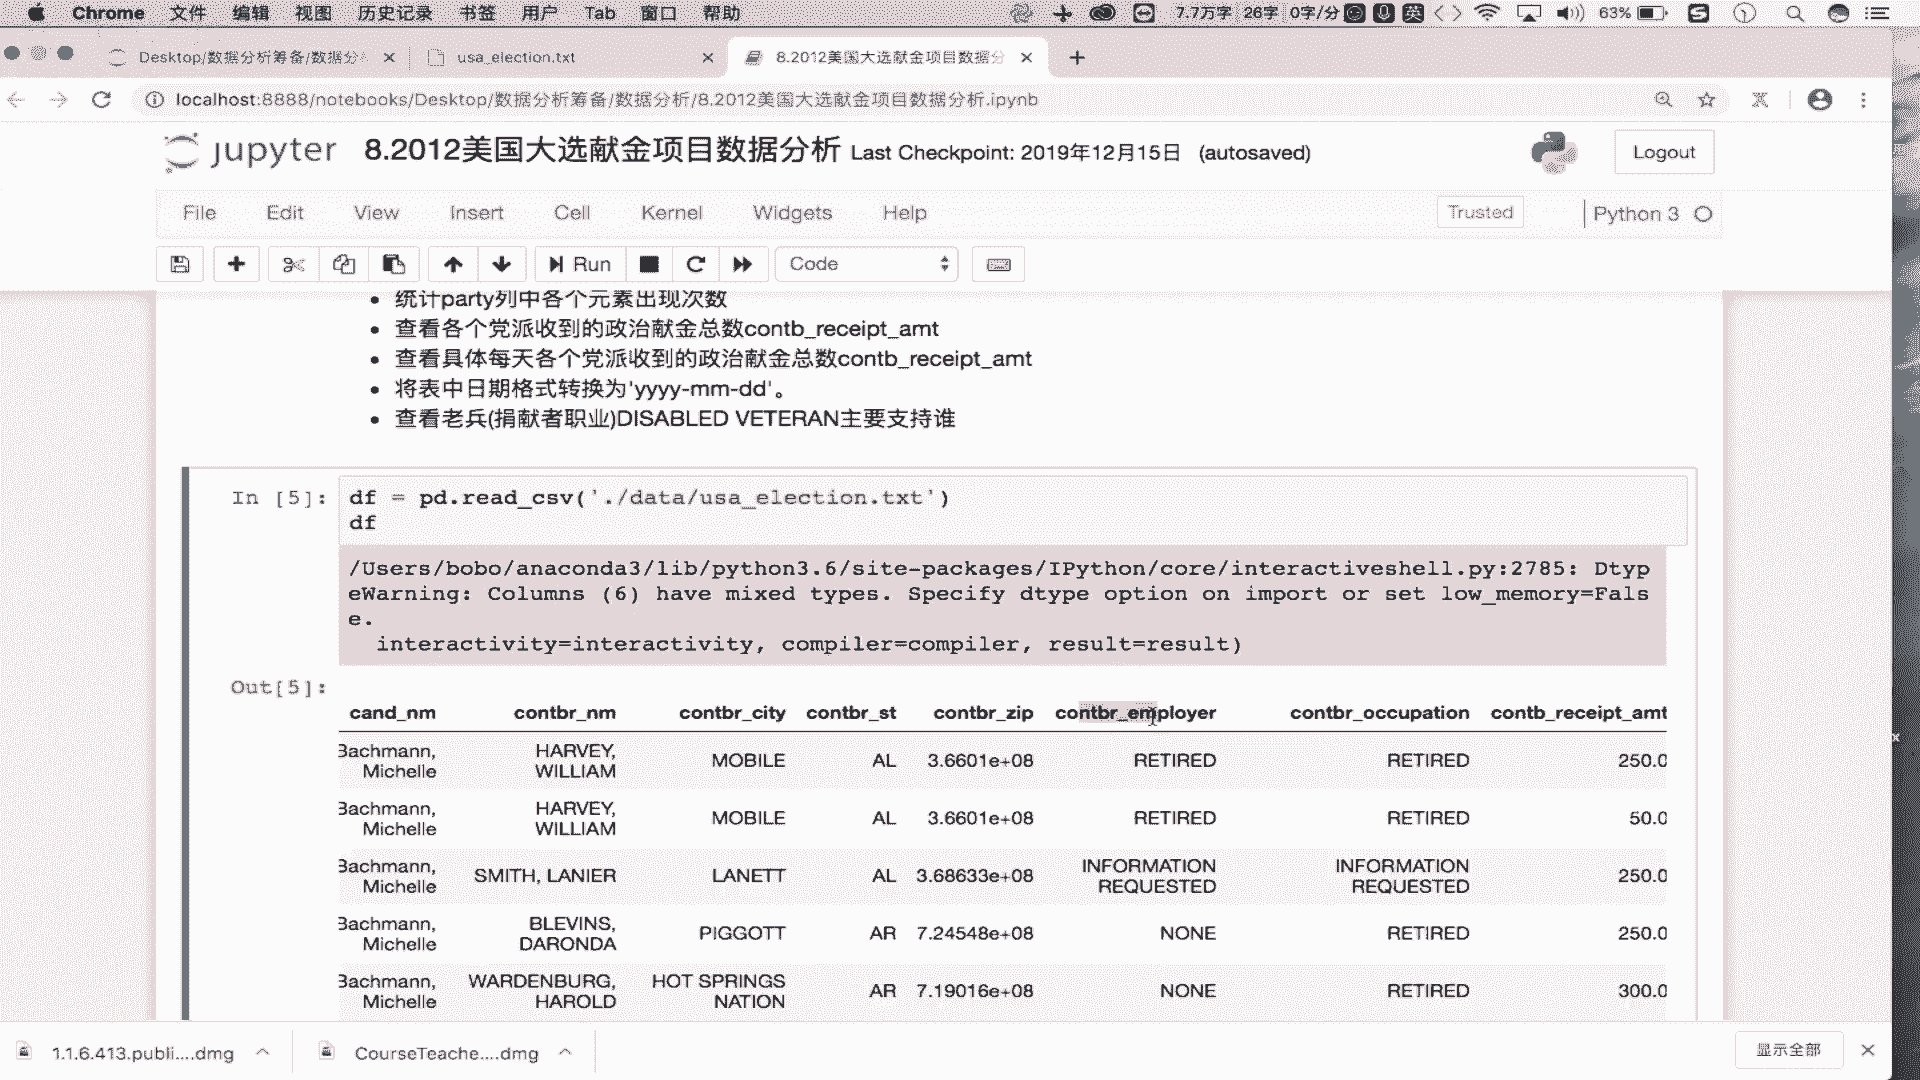 Chrome 文件 编辑 视图 历史记录 书签 用户 Tab 窗口 帮助 7.7万字 26字 0字/分 英 63%
Desktop/数据分析筹备/数据分 usa_election.txt 8.2012美国大选献金项目数据分
localhost:8888/notebooks/Desktop/数据分析筹备/数据分析/8.2012美国大选献金项目数据分析.ipynb
jupyter 8.2012美国大选献金项目数据分析 Last Checkpoint: 2019年12月15日 (autosaved) Logout
File Edit View Insert Cell Kernel Widgets Help Trusted Python 3
Run Code
统计party列中各个元素出现次数
查看各个党派收到的政治献金总数contb_receipt_amt
查看具体每天各个党派收到的政治献金总数contb_receipt_amt
将表中日期格式转换为'yyyy-mm-dd'。
查看老兵(捐献者职业)DISABLED VETERAN主要支持谁
In [5]: df = pd.read_csv('./data/usa_election.txt')
df
/Users/bobo/anaconda3/lib/python3.6/site-packages/IPython/core/interactiveshell.py:2785: Dtyp
eWarning: Columns (6) have mixed types. Specify dtype option on import or set low_memory=Fals
e.
interactivity=interactivity, compiler=compiler, result=result)
Out[5]:
cand_nm contbr_nm contbr_city contbr_st contbr_zip contbr_employer contbr_occupation contb_receipt_amt
Bachmann, Michelle HARVEY, WILLIAM MOBILE AL 3.6601e+08 RETIRED RETIRED 250.0
Bachmann, Michelle HARVEY, WILLIAM MOBILE AL 3.6601e+08 RETIRED RETIRED 50.0
Bachmann, Michelle SMITH, LANIER LANETT AL 3.68633e+08 INFORMATION REQUESTED INFORMATION REQUESTED 250.0
Bachmann, Michelle BLEVINS, DARONDA PIGGOTT AR 7.24548e+08 NONE RETIRED 250.0
Bachmann, Michelle WARDENBURG, HAROLD HOT SPRINGS NATION AR 7.19016e+08 NONE RETIRED 300.0
1.1.6.413.publi....dmg CourseTeache....dmg 显示全部